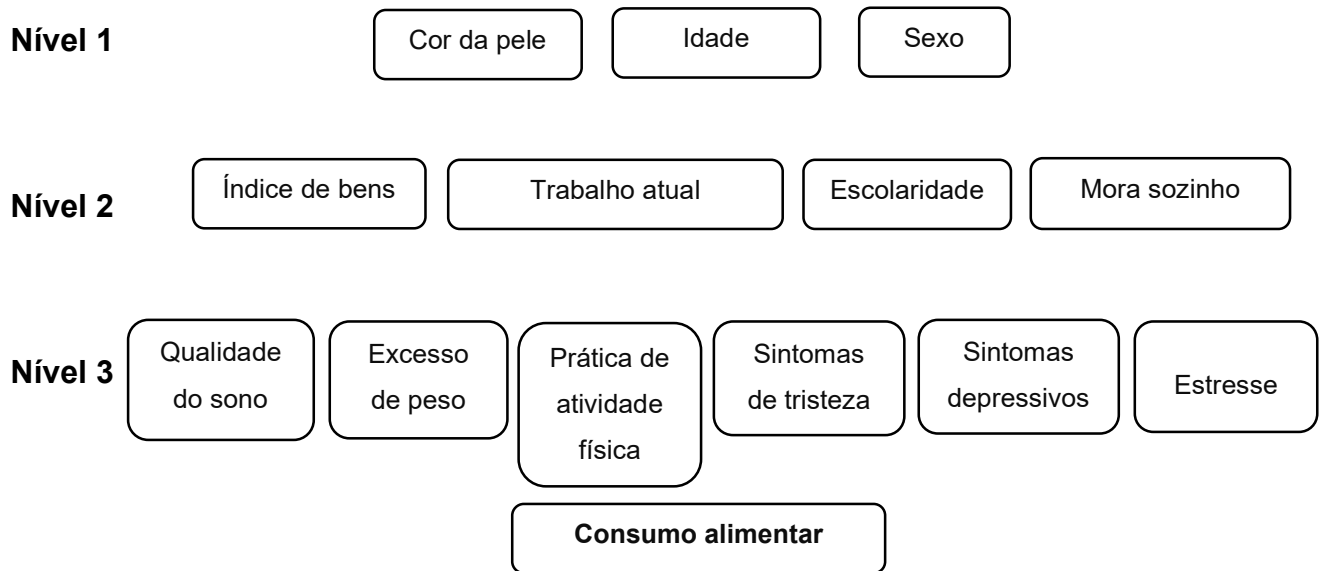 Nível 1
Cor da pele
Idade
Sexo
Nível 2
Índice de bens
Trabalho atual
Escolaridade
Mora sozinho
Nível 3
Qualidade
do sono
Excesso
de peso
Prática de
atividade
física
Sintomas
de tristeza
Sintomas
depressivos
Estresse
Consumo alimentar